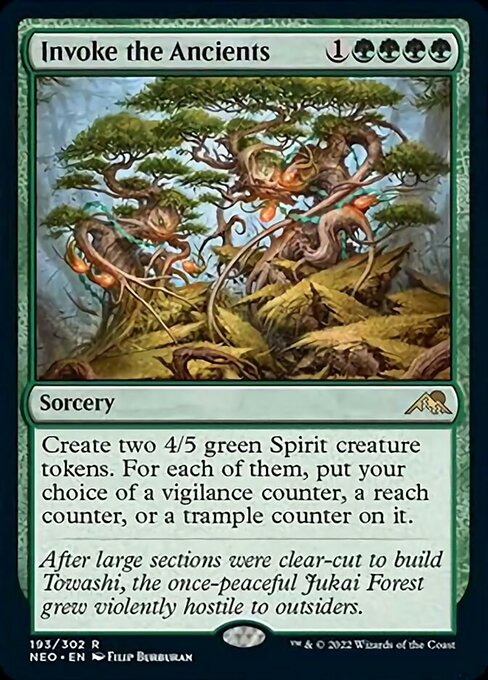 Invoke the Ancients 1
Sorcery
Create two 4/5 green Spirit creature
tokens. For each of them, put your
choice of a vigilance counter, a reach
counter, or a trample counter on it.
After large sections were clear-cut to build
Towashi, the once-peaceful Jukai Forest
grew violently hostile to outsiders.
193/302 R
NEO • EN Filip Burburan
™ & © 2022 Wizards of the Coast